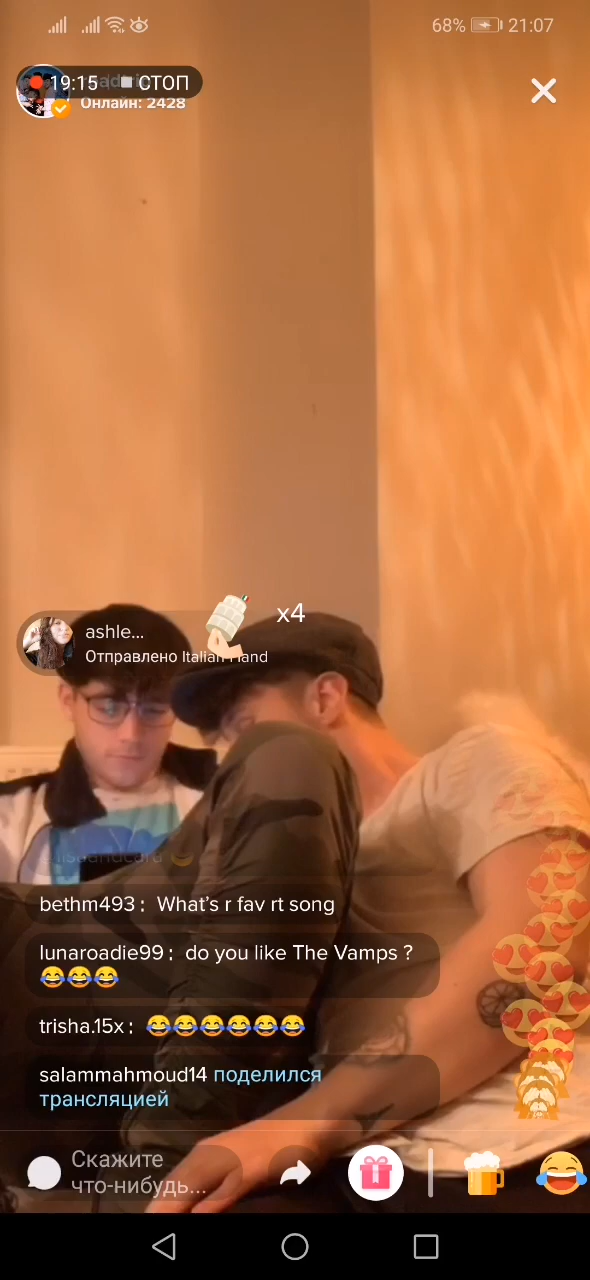 68% 21:07
19:15 СТОП
Онлайн: 2428
x4
ashle...
Отправлено Italian Hand
bethm493 : What's r fav rt song
lunaroadie99 : do you like The Vamps ?
😂😂😂
trisha.15x : 😂😂😂😂😂😂
salammahmoud14 поделился
трансляцией
Скажите
что-нибудь...